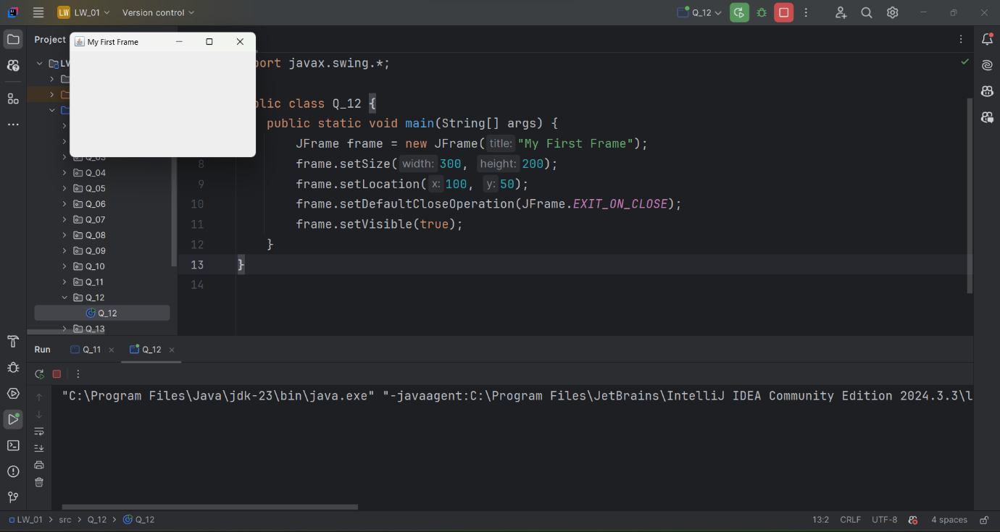 LW LW_01 Version control Q_12
Project
My First Frame
port javax.swing.*;
blic class Q_12 {
public static void main(String[] args) {
JFrame frame = new JFrame( title: "My First Frame");
8 frame.setSize( width: 300, height: 200);
9 frame.setLocation( x: 100, y: 50);
10 frame.setDefaultCloseOperation(JFrame.EXIT_ON_CLOSE);
11 frame.setVisible(true);
12 }
13 }
14
LW
Q_03
Q_04
Q_05
Q_06
Q_07
Q_08
Q_09
Q_10
Q_11
Q_12
Q_12
Q_13
Run Q_11 Q_12
"C:\Program Files\Java\jdk-23\bin\java.exe" "-javaagent:C:\Program Files\JetBrains\IntelliJ IDEA Community Edition 2024.3.3\l
LW_01 > src > Q_12 > Q_12 13:2 CRLF UTF-8 4 spaces